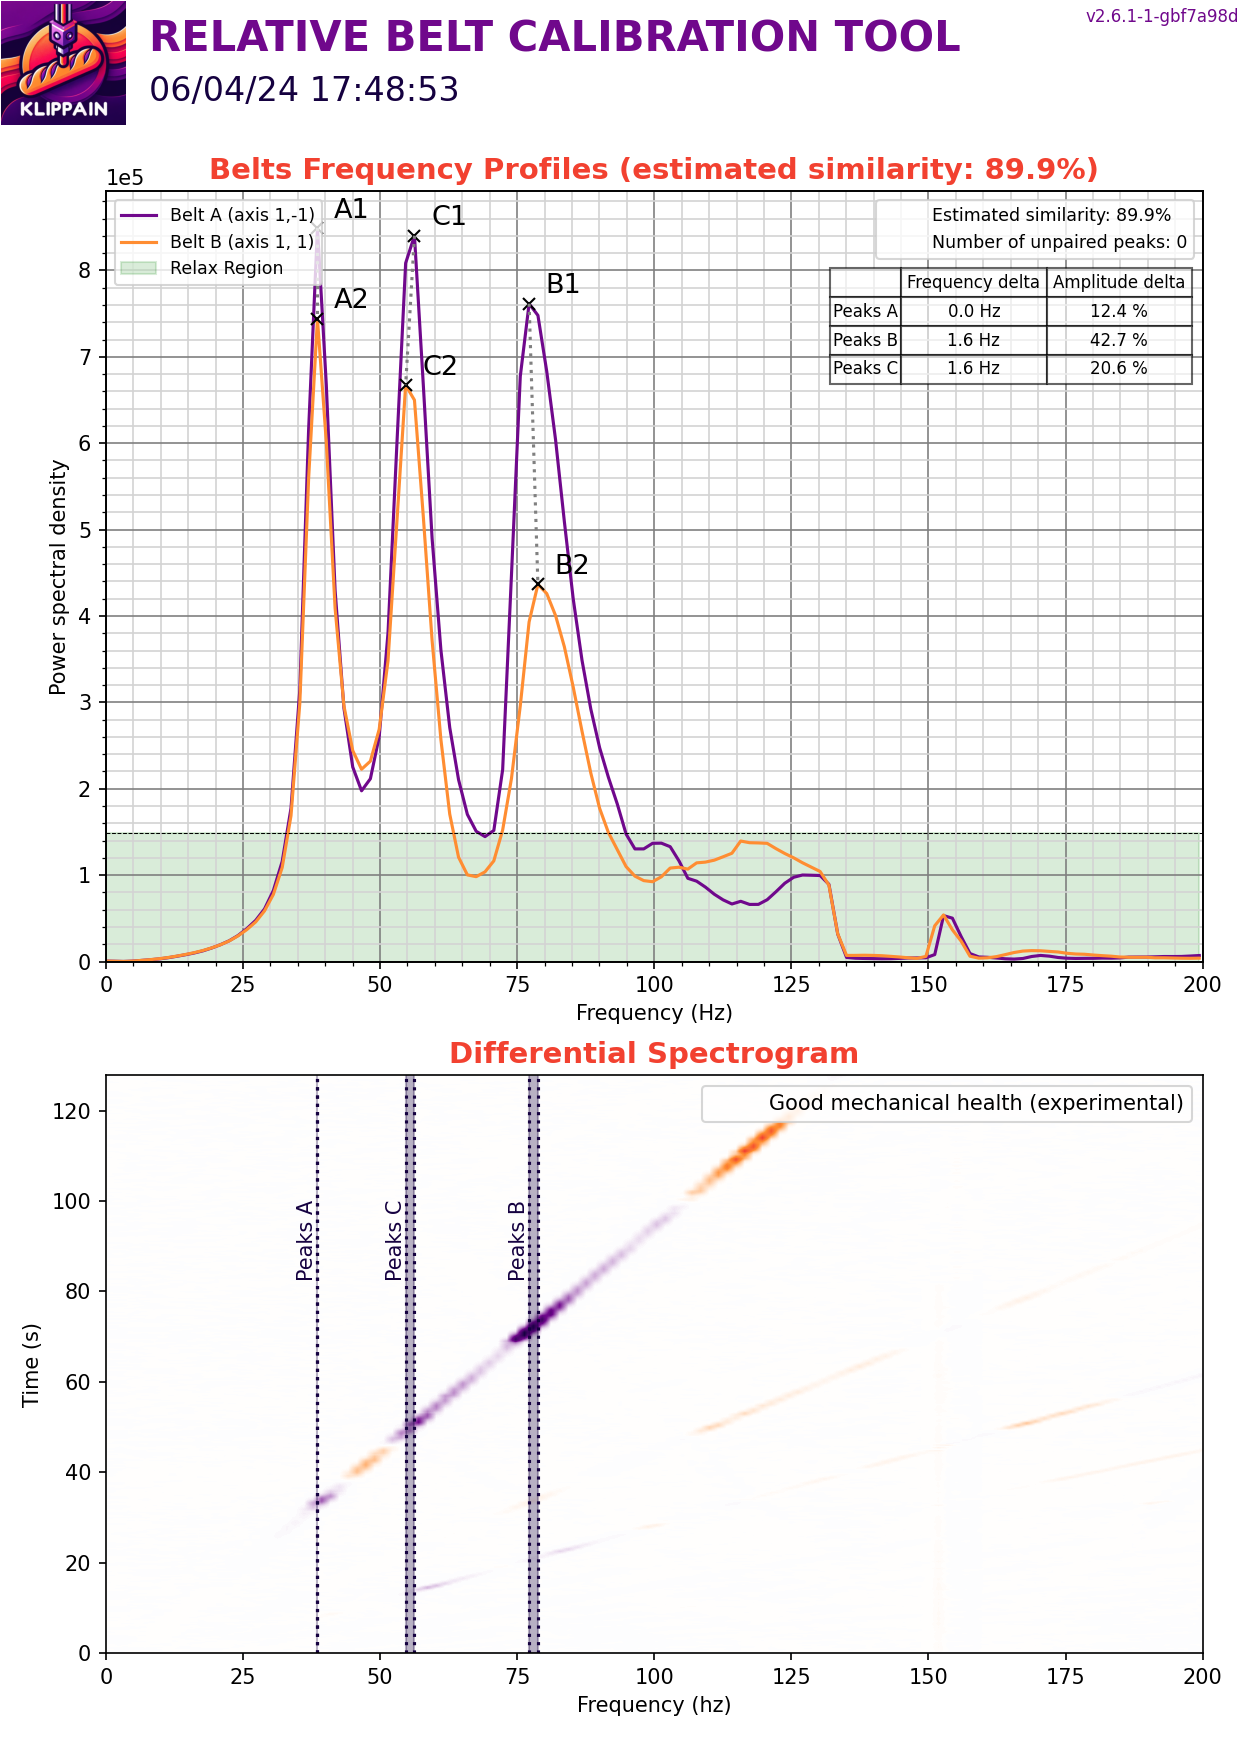 v2.6.1-1-gbf7a98d
RELATIVE BELT CALIBRATION TOOL
06/04/24 17:48:53
KLIPPAIN
Belts Frequency Profiles (estimated similarity: 89.9%)
1e5
Belt A (axis 1,-1)
Belt B (axis 1, 1)
Relax Region
A1
C1
A2
B1
C2
B2
Estimated similarity: 89.9%
Number of unpaired peaks: 0
Frequency delta Amplitude delta
Peaks A 0.0 Hz 12.4 %
Peaks B 1.6 Hz 42.7 %
Peaks C 1.6 Hz 20.6 %
8
7
6
5
4
3
2
1
0
Power spectral density
0 25 50 75 100 125 150 175 200
Frequency (Hz)
Differential Spectrogram
Good mechanical health (experimental)
Peaks A
Peaks C
Peaks B
120
100
80
60
40
20
0
Time (s)
0 25 50 75 100 125 150 175 200
Frequency (hz)